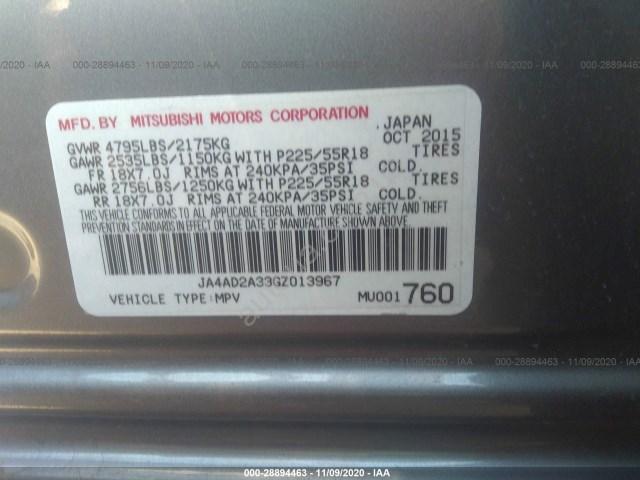 000-28894463 - 11/09/2020 - IAA
MFD. BY MITSUBISHI MOTORS CORPORATION
JAPAN
OCT 2015
GVWR 4795LBS/2175KG
GAWR 2535LBS/1150KG WITH P225/55R18 TIRES
FR 18X7.0J RIMS AT 240KPA/35PSI COLD.
GAWR 2756LBS/1250KG WITH P225/55R18 TIRES
RR 18X7.0J RIMS AT 240KPA/35PSI COLD.
THIS VEHICLE CONFORMS TO ALL APPLICABLE FEDERAL MOTOR VEHICLE SAFETY AND THEFT
PREVENTION STANDARDS IN EFFECT ON THE DATE OF MANUFACTURE SHOWN ABOVE.
JA4AD2A33GZ013967
VEHICLE TYPE:MPV
MU001760
000-28894463 - 11/09/2020 - IAA